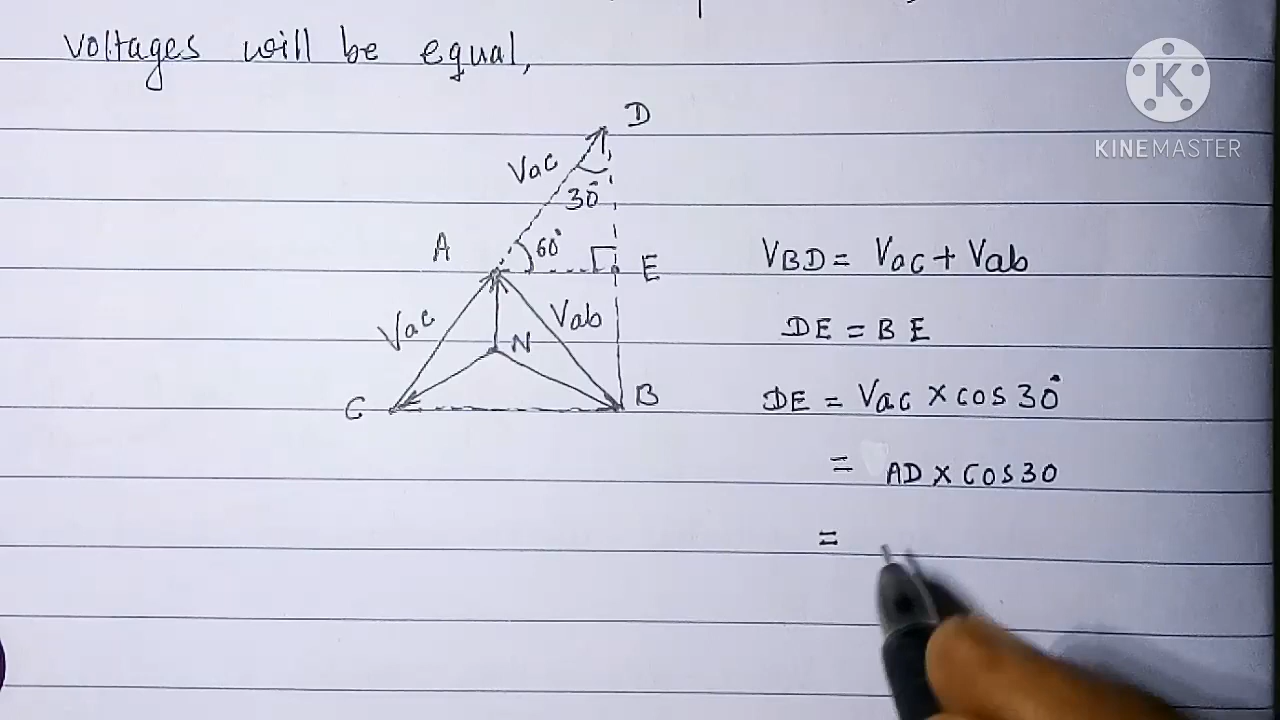 voltages will be equal,
K
KINEMASTER
D
Vac
30°
A
60°
E
Vac
Vab
N
C
B
VBD = Vac + Vab
DE = BE
DE = Vac × cos 30°
= AD × cos 30
=